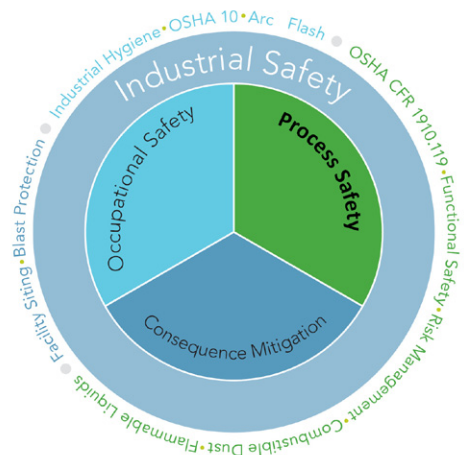 Industrial Hygiene•OSHA 10•Arc Flash
OSHA CFR 1910.119•Functional Safety•Risk Management•Combustible Dust•Flammable Liquids
Facility Siting•Blast Protection
Industrial Safety
Occupational Safety
Process Safety
Consequence Mitigation